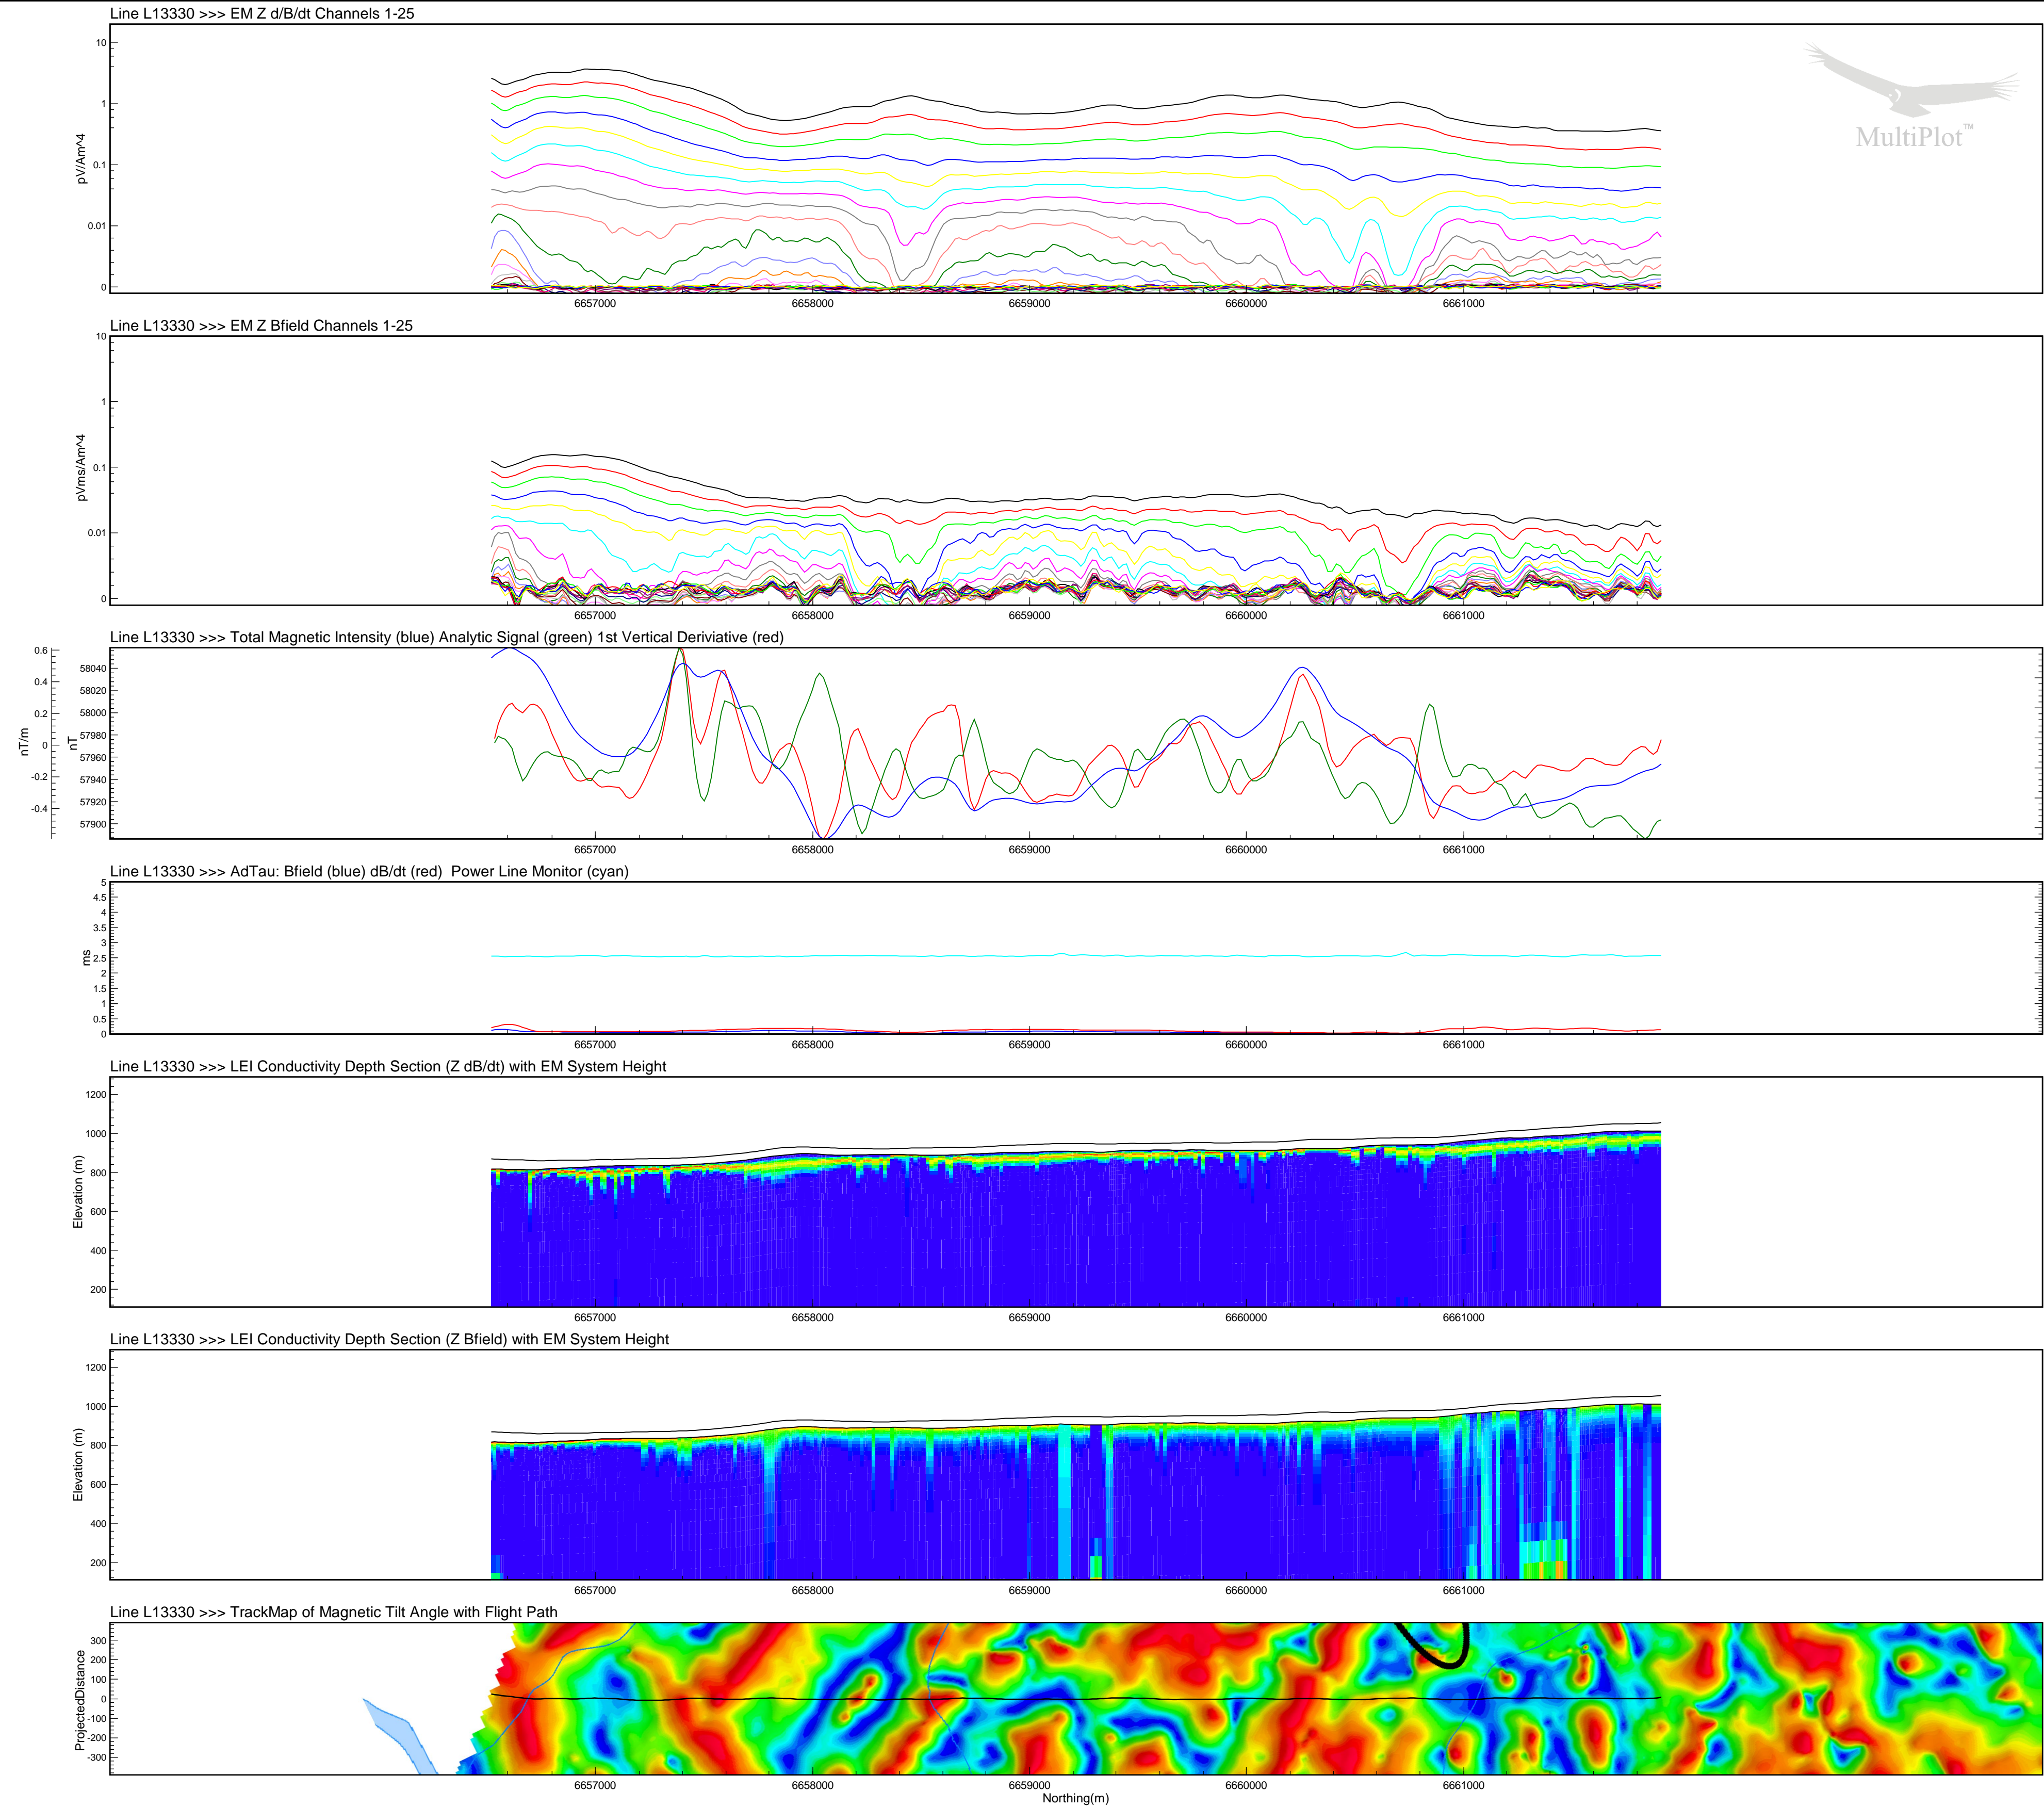 Line L13330 >>> EM Z d/B/dt Channels 1-25
pV/Am^4
10
1
0.1
0.01
0
6657000 6658000 6659000 6660000 6661000
MultiPlot™
Line L13330 >>> EM Z Bfield Channels 1-25
pVms/Am^4
10
1
0.1
0.01
0
6657000 6658000 6659000 6660000 6661000
Line L13330 >>> Total Magnetic Intensity (blue) Analytic Signal (green) 1st Vertical Deriviative (red)
nT/m
0.6
0.4
0.2
0
-0.2
-0.4
nT
58040
58020
58000
57980
57960
57940
57920
57900
6657000 6658000 6659000 6660000 6661000
Line L13330 >>> AdTau: Bfield (blue) dB/dt (red) Power Line Monitor (cyan)
ms
5
4.5
4
3.5
3
2.5
2
1.5
1
0.5
0
6657000 6658000 6659000 6660000 6661000
Line L13330 >>> LEI Conductivity Depth Section (Z dB/dt) with EM System Height
Elevation (m)
1200
1000
800
600
400
200
6657000 6658000 6659000 6660000 6661000
Line L13330 >>> LEI Conductivity Depth Section (Z Bfield) with EM System Height
Elevation (m)
1200
1000
800
600
400
200
6657000 6658000 6659000 6660000 6661000
Line L13330 >>> TrackMap of Magnetic Tilt Angle with Flight Path
ProjectedDistance
300
200
100
0
-100
-200
-300
6657000 6658000 6659000 6660000 6661000
Northing(m)